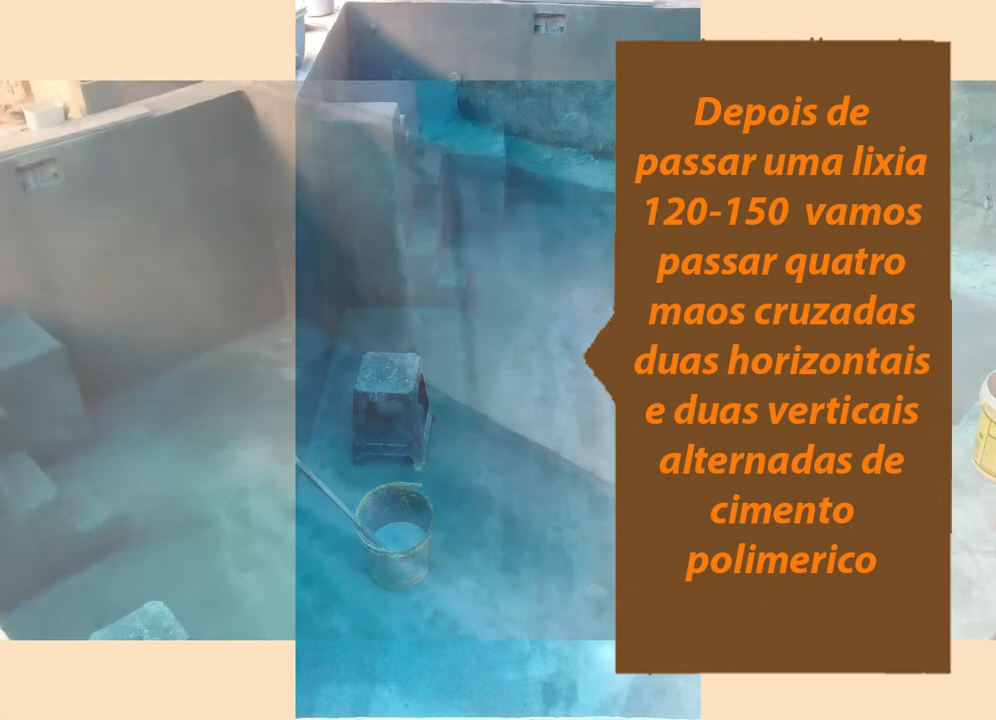 Depois de
passar uma lixia
120-150 vamos
passar quatro
maos cruzadas
duas horizontais
e duas verticais
alternadas de
cimento
polimerico